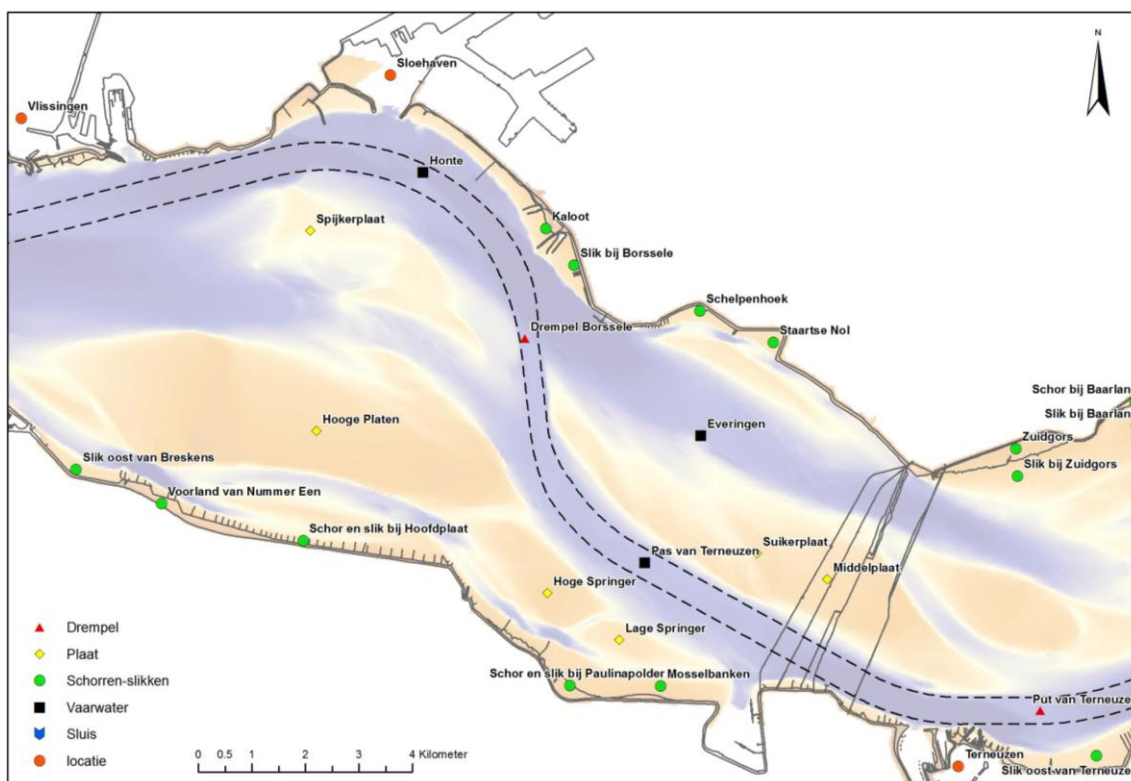 N
Sloehaven
Vlissingen
Honte
Spijkerplaat
Kaloot
Slik bij Borssele
Schelpenhoek
Drempel Borssele
Staartse Nol
Schor bij Baarlan
Hooge Platen
Everingen
Slik bij Baarlan
Zuidgors
Slik oost van Breskens
Slik bij Zuidgors
Voorland van Nummer Een
Schor en slik bij Hoofdplaat
Suikerplaat
Pas van Terneuzen
Middelplaat
Hoge Springer
Lage Springer
Schor en slik bij Paulinapolder
Mosselbanken
Put van Terneuze
Terneuzen
Slik oost van Terneuze
Drempel
Plaat
Schorren-slikken
Vaarwater
Sluis
locatie
0 0.5 1 2 3 4 Kilometer